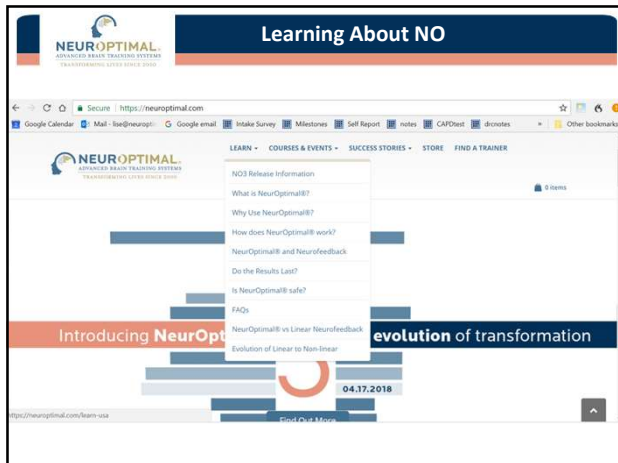 NEUROPTIMAL®
ADVANCED BRAIN TRAINING SYSTEMS
TRANSFORMING LIVES SINCE 2000
Learning About NO
Secure | https://neuroptimal.com
Google Calendar Mail - lise@neuropti Google email Intake Survey Milestones Self Report notes CAPDtest drcnotes » Other bookmarks
NEUROPTIMAL®
ADVANCED BRAIN TRAINING SYSTEMS
TRANSFORMING LIVES SINCE 2000
LEARN COURSES & EVENTS SUCCESS STORIES STORE FIND A TRAINER
0 items
NO3 Release Information
What is NeurOptimal®?
Why Use NeurOptimal®?
How does NeurOptimal® work?
NeurOptimal® and Neurofeedback
Do the Results Last?
Is NeurOptimal® safe?
FAQs
NeurOptimal® vs Linear Neurofeedback
Evolution of Linear to Non-linear
Introducing NeurOpt evolution of transformation
3
04.17.2018
Find Out More
https://neuroptimal.com/learn-usa